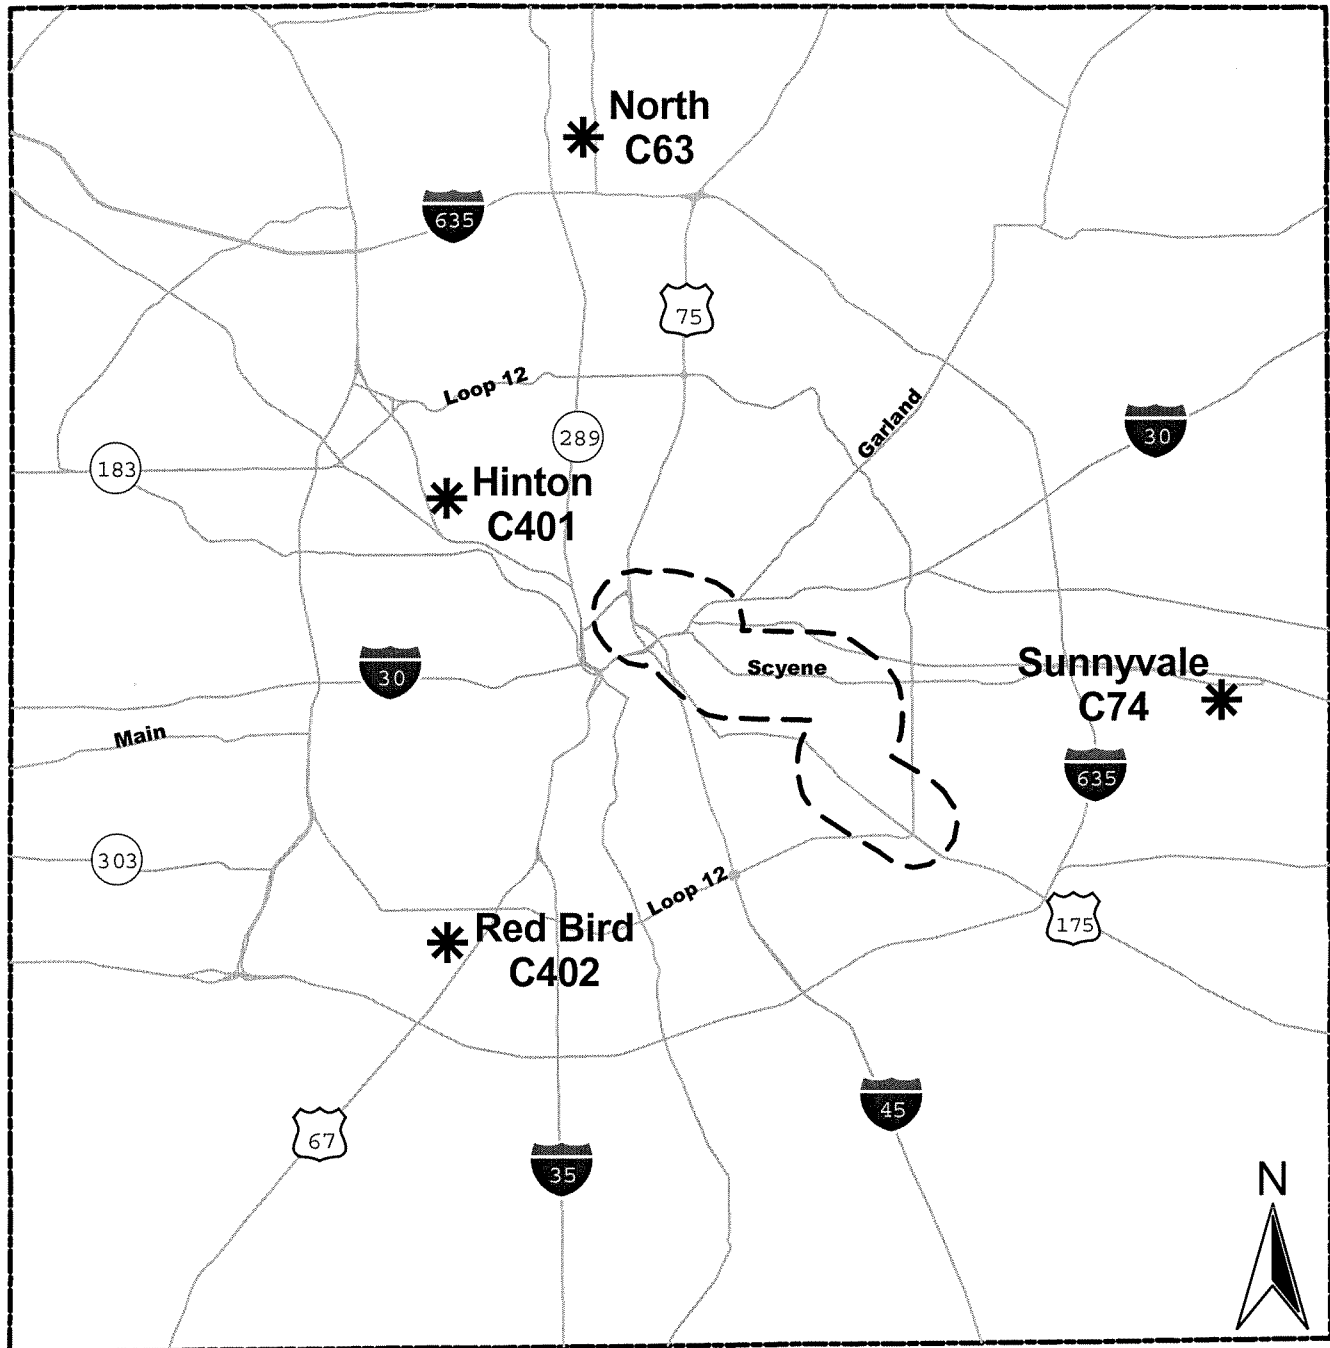 North
C63
635
75
Loop 12
Garland
289
30
183
Hinton
C401
Scyene
Sunnyvale
C74
30
Main
635
303
Loop 12
Red Bird
C402
175
45
67
35
N